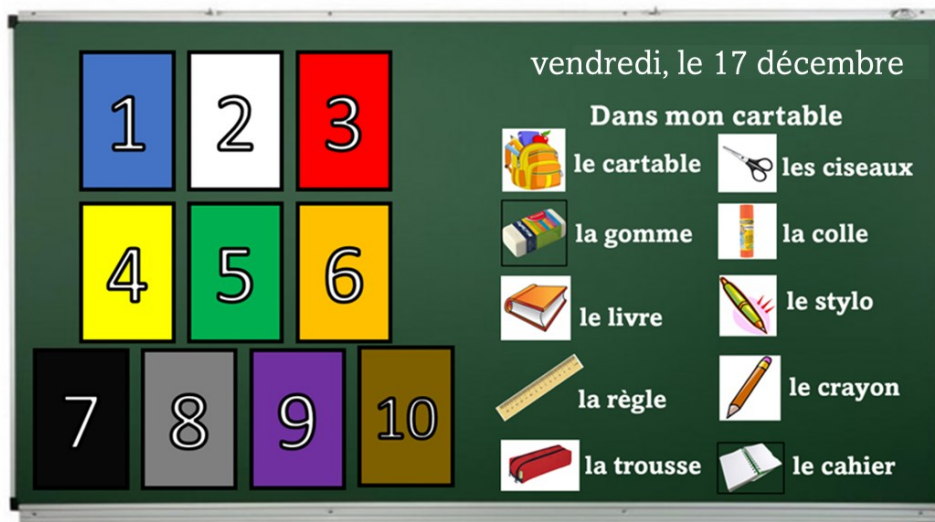 1 2 3
4 5 6
7 8 9 10
vendredi, le 17 décembre
Dans mon cartable
le cartable
les ciseaux
la gomme
la colle
le livre
le stylo
la règle
le crayon
la trousse
le cahier